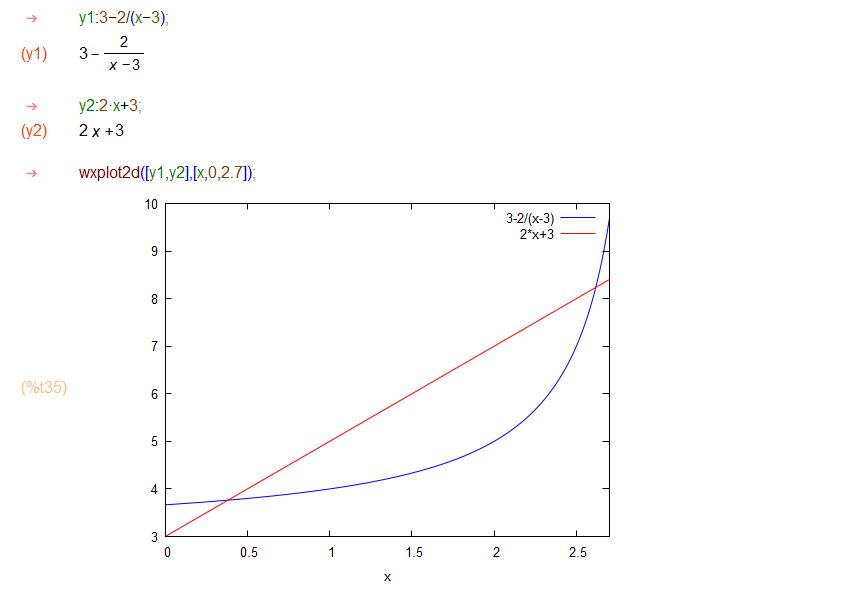 → y1:3−2/(x−3);
2
(y1) 3 –
x −3
→ y2:2·x+3;
(y2) 2 x +3
→ wxplot2d([y1,y2],[x,0,2.7]);
10
3-2/(x-3)
2*x+3
9
8
7
(%t35)
6
5
4
3
0 0.5 1 1.5 2 2.5
x